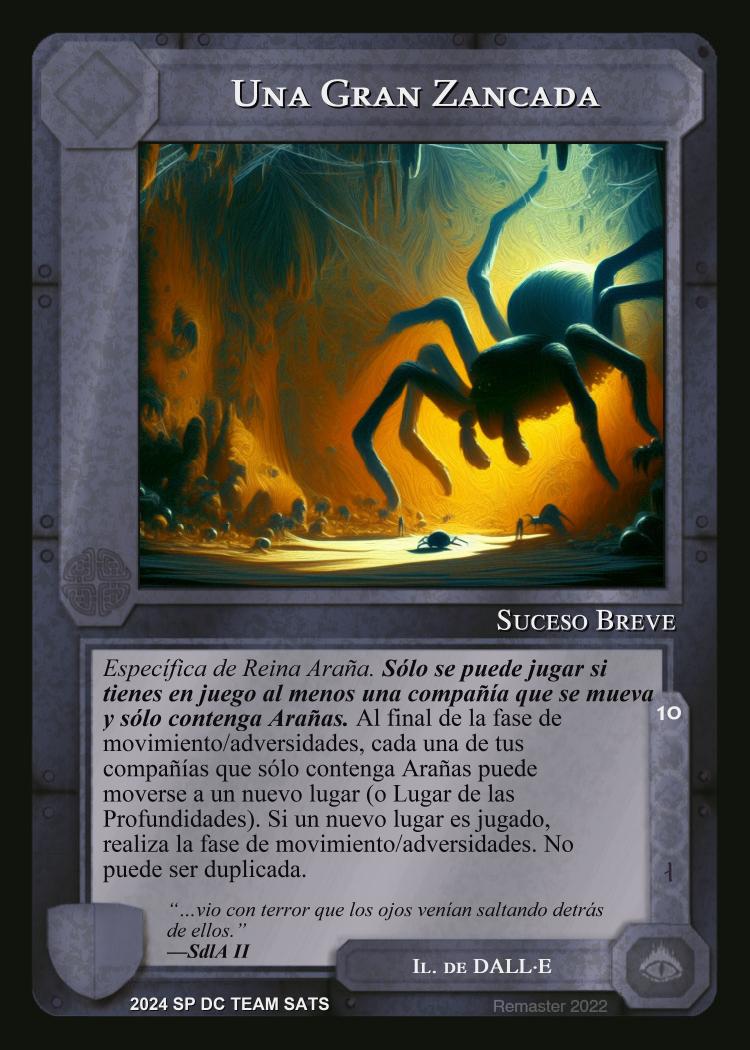 Una Gran Zancada
Suceso Breve
Específica de Reina Araña. Sólo se puede jugar si
tienes en juego al menos una compañía que se mueva
y sólo contenga Arañas. Al final de la fase de
movimiento/adversidades, cada una de tus
compañías que sólo contenga Arañas puede
moverse a un nuevo lugar (o Lugar de las
Profundidades). Si un nuevo lugar es jugado,
realiza la fase de movimiento/adversidades. No
puede ser duplicada.
10
“...vio con terror que los ojos venían saltando detrás
de ellos.”
—SdlA II
Il. de DALL·E
2024 SP DC TEAM SATS
Remaster 2022